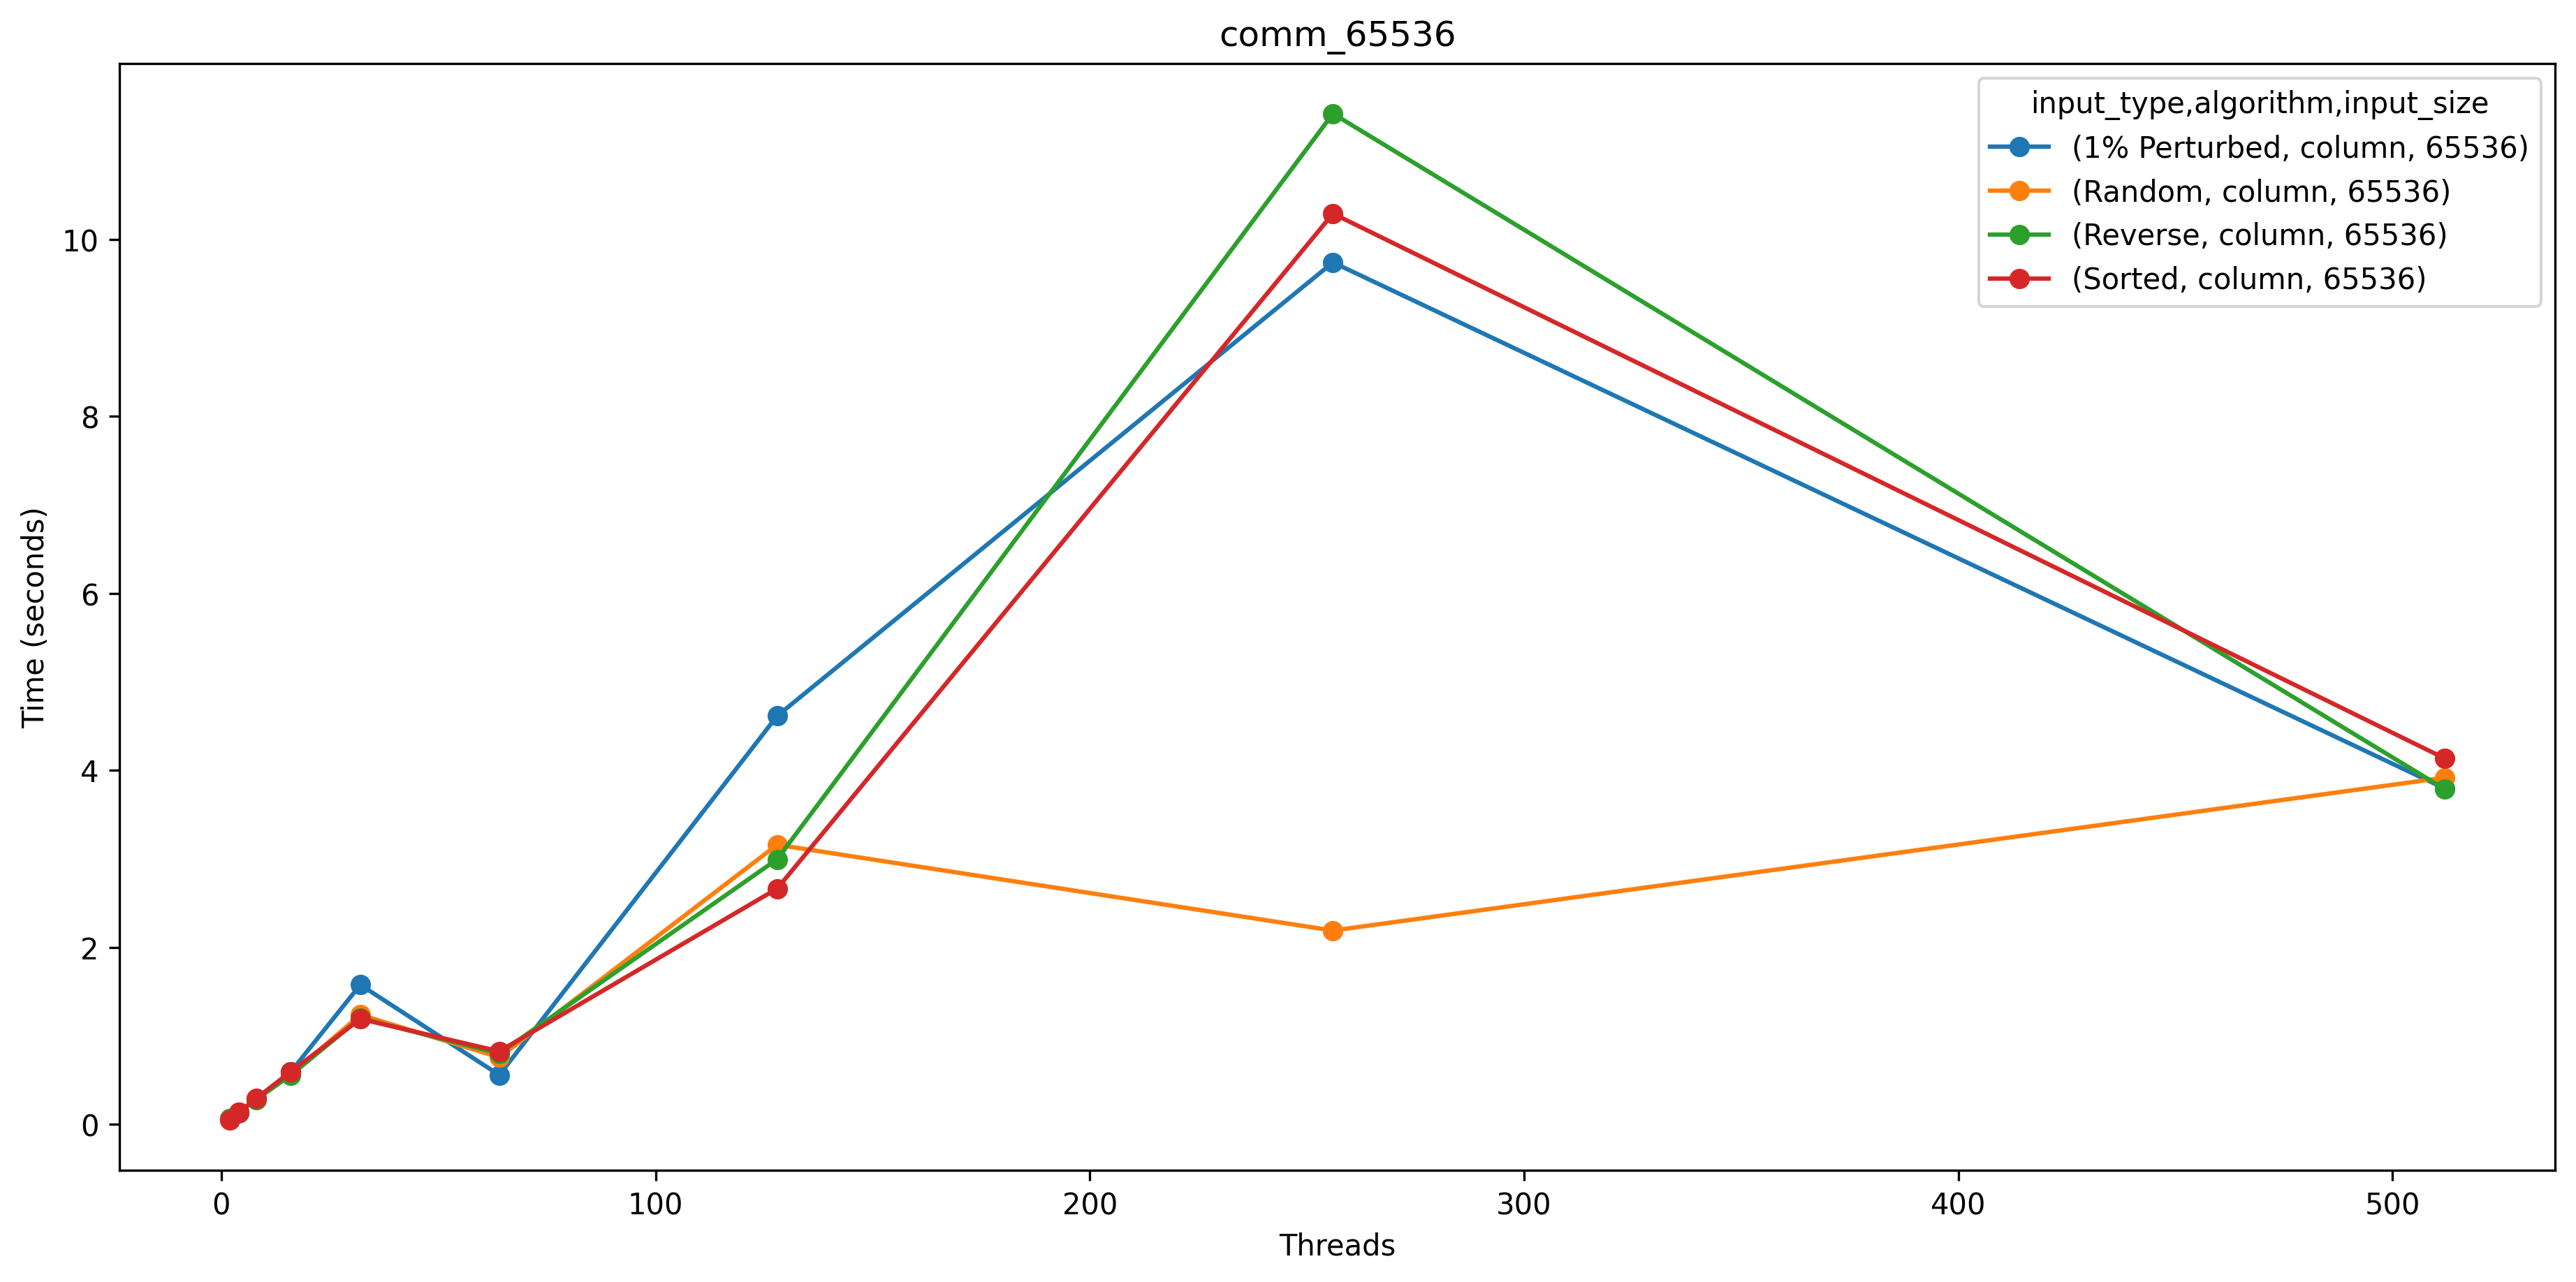 comm_65536
input_type,algorithm,input_size
(1% Perturbed, column, 65536)
(Random, column, 65536)
(Reverse, column, 65536)
(Sorted, column, 65536)
Time (seconds)
10
8
6
4
2
0
0 100 200 300 400 500
Threads